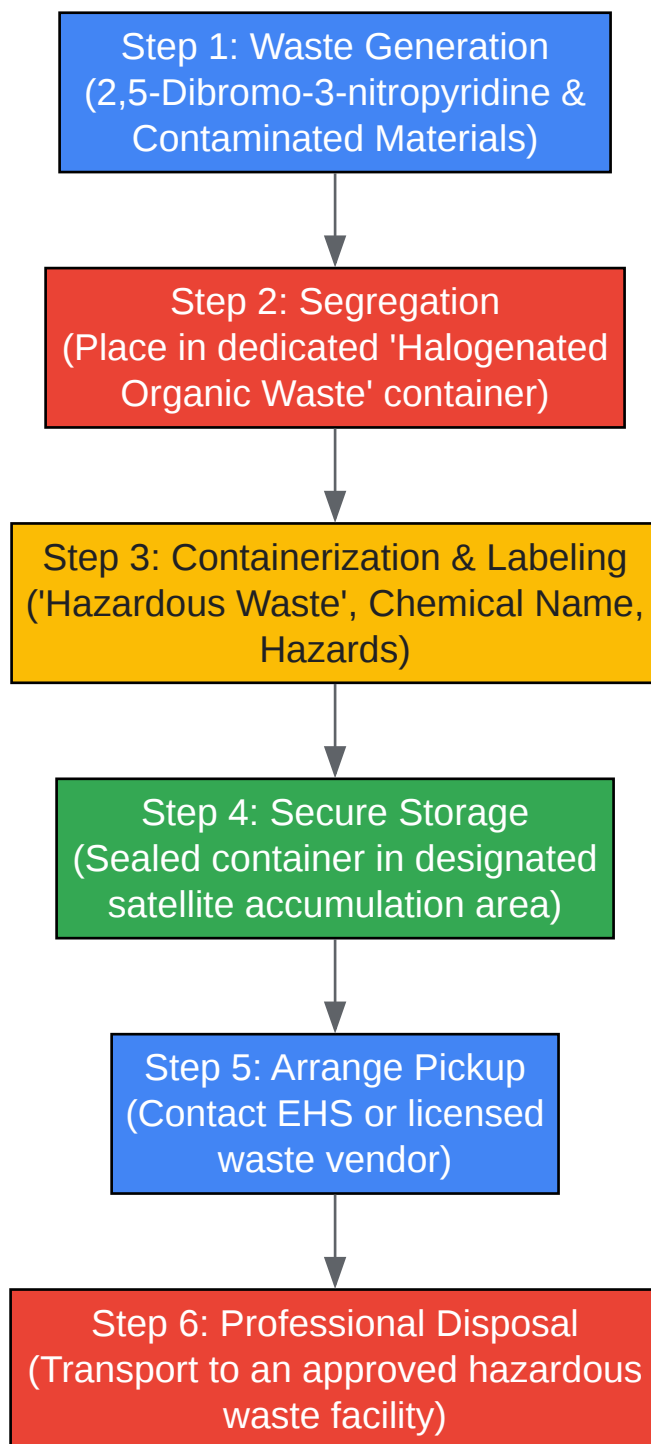 Step 1: Waste Generation
(2,5-Dibromo-3-nitropyridine &
Contaminated Materials)
Step 2: Segregation
(Place in dedicated 'Halogenated
Organic Waste' container)
Step 3: Containerization & Labeling
('Hazardous Waste', Chemical Name,
Hazards)
Step 4: Secure Storage
(Sealed container in designated
satellite accumulation area)
Step 5: Arrange Pickup
(Contact EHS or licensed
waste vendor)
Step 6: Professional Disposal
(Transport to an approved hazardous
waste facility)